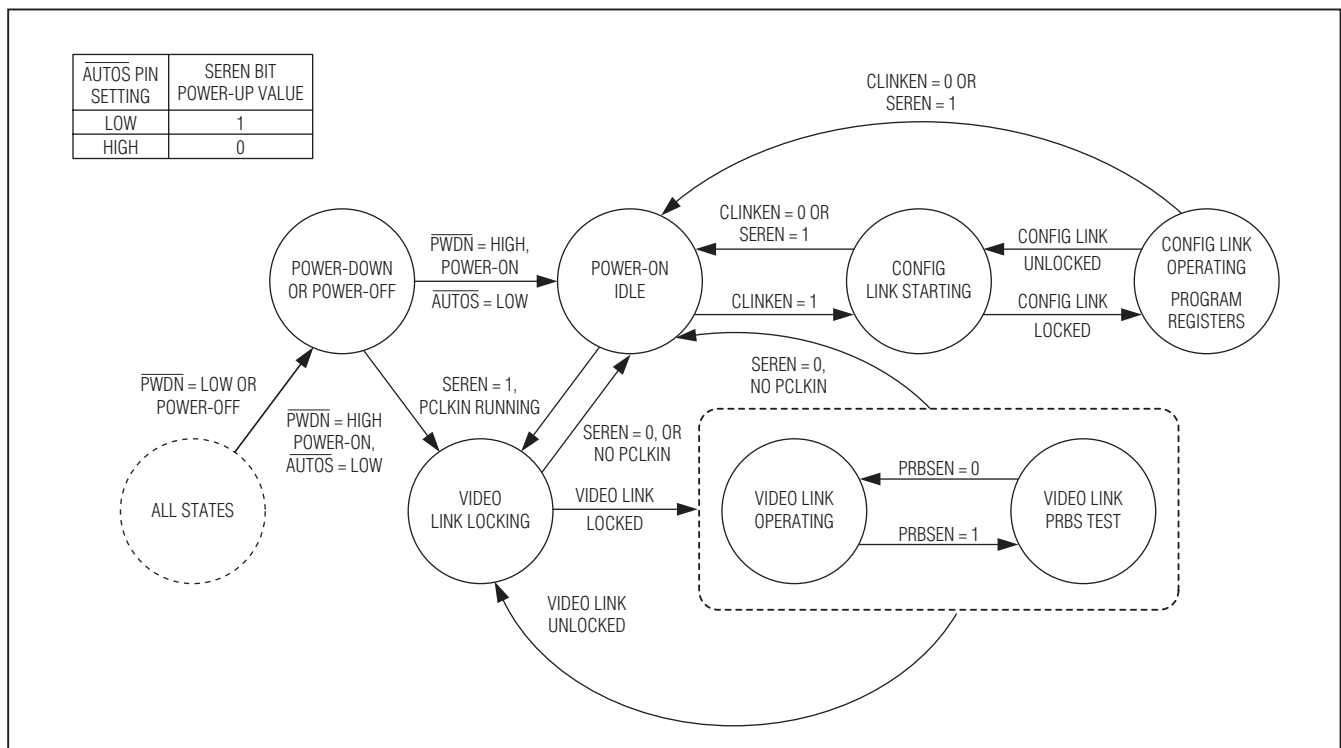 AUTOS PIN
SETTING
SEREN BIT
POWER-UP VALUE
LOW
1
HIGH
0
CLINKEN = 0 OR
SEREN = 1
POWER-DOWN
OR POWER-OFF
PWDN = HIGH,
POWER-ON
AUTOS = LOW
POWER-ON
IDLE
CLINKEN = 0 OR
SEREN = 1
CLINKEN = 1
CONFIG
LINK STARTING
CONFIG LINK
UNLOCKED
CONFIG LINK
LOCKED
CONFIG LINK
OPERATING
PROGRAM
REGISTERS
PWDN = LOW OR
POWER-OFF
ALL STATES
PWDN = HIGH
POWER-ON,
AUTOS = LOW
SEREN = 1,
PCLKIN RUNNING
SEREN = 0, OR
NO PCLKIN
SEREN = 0,
NO PCLKIN
VIDEO
LINK LOCKING
VIDEO LINK
LOCKED
VIDEO LINK
OPERATING
PRBSEN = 0
PRBSEN = 1
VIDEO LINK
PRBS TEST
VIDEO LINK
UNLOCKED